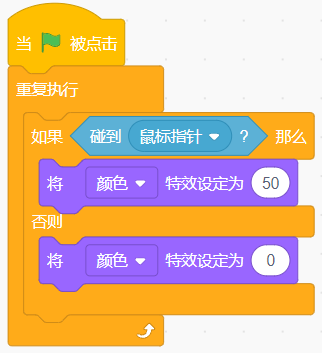 当 被点击
重复执行
如果 碰到 鼠标指针 ? 那么
将 颜色 特效设定为 50
否则
将 颜色 特效设定为 0